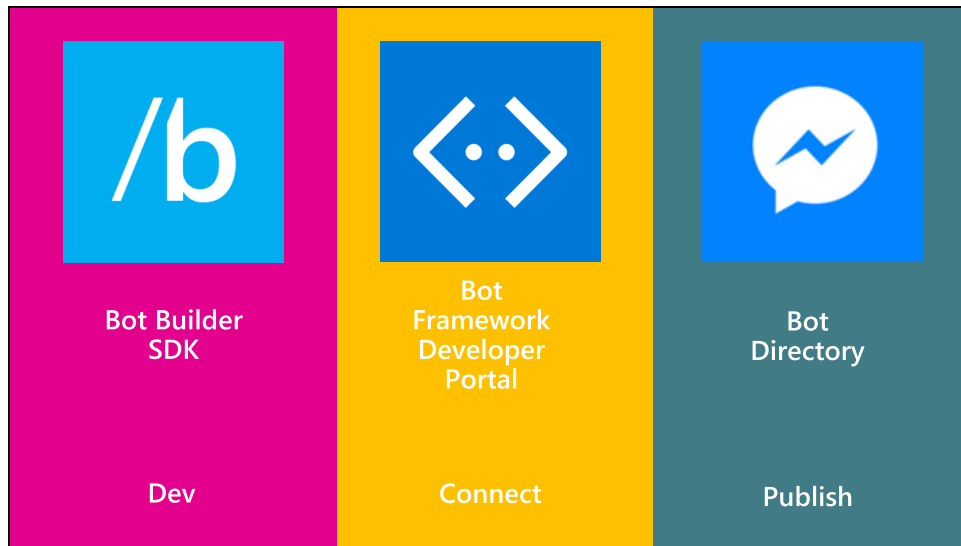 /b
Bot Builder
SDK
Dev
Bot
Framework
Developer
Portal
Connect
Bot
Directory
Publish